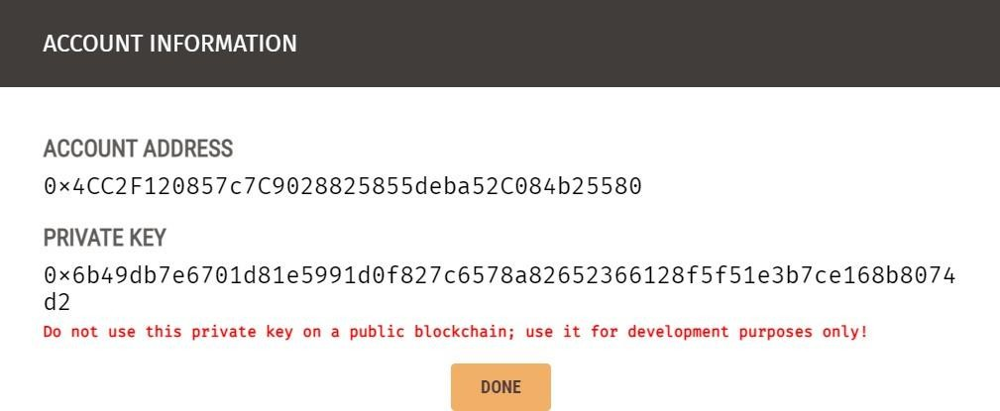 ACCOUNT INFORMATION
ACCOUNT ADDRESS
0×4CC2F120857c7C9028825855deba52C084b25580
PRIVATE KEY
0×6b49db7e6701d81e5991d0f827c6578a82652366128f5f51e3b7ce168b8074
d2
Do not use this private key on a public blockchain; use it for development purposes only!
DONE